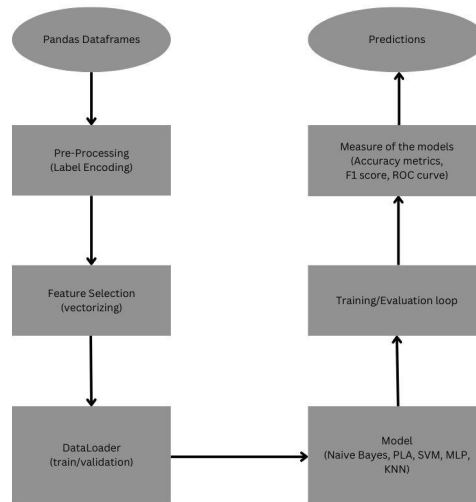 Pandas Dataframes
Pre-Processing
(Label Encoding)
Feature Selection
(vectorizing)
DataLoader
(train/validation)
Model
(Naive Bayes, PLA, SVM, MLP,
KNN)
Training/Evaluation loop
Measure of the models
(Accuracy metrics,
F1 score, ROC curve)
Predictions